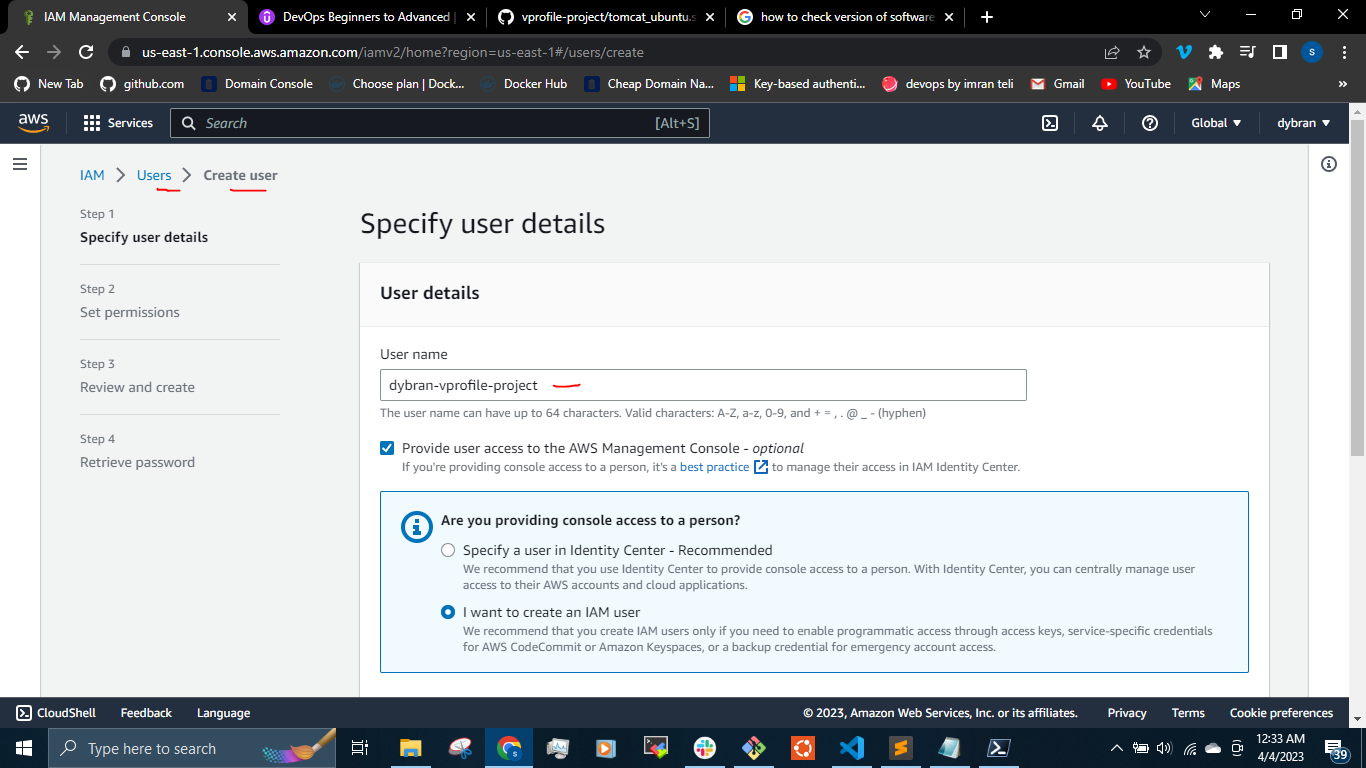 IAM Management Console
DevOps Beginners to Advanced |
vprofile-project/tomcat_ubuntu.s
how to check version of software
us-east-1.console.aws.amazon.com/iamv2/home?region=us-east-1#/users/create
s
New Tab
github.com
Domain Console
Choose plan | Dock...
Docker Hub
Cheap Domain Na...
Key-based authenti...
devops by imran teli
Gmail
YouTube
Maps
»
aws
Services
Search
[Alt+S]
Global
dybran
IAM > Users > Create user
Step 1
Specify user details
Step 2
Set permissions
Step 3
Review and create
Step 4
Retrieve password
Specify user details
User details
User name
dybran-vprofile-project
The user name can have up to 64 characters. Valid characters: A-Z, a-z, 0-9, and + = , . @ _ - (hyphen)
Provide user access to the AWS Management Console - optional
If you're providing console access to a person, it's a best practice to manage their access in IAM Identity Center.
Are you providing console access to a person?
Specify a user in Identity Center - Recommended
We recommend that you use Identity Center to provide console access to a person. With Identity Center, you can centrally manage user
access to their AWS accounts and cloud applications.
I want to create an IAM user
We recommend that you create IAM users only if you need to enable programmatic access through access keys, service-specific credentials
for AWS CodeCommit or Amazon Keyspaces, or a backup credential for emergency account access.
CloudShell
Feedback
Language
© 2023, Amazon Web Services, Inc. or its affiliates.
Privacy
Terms
Cookie preferences
Type here to search
12:33 AM
4/4/2023
39